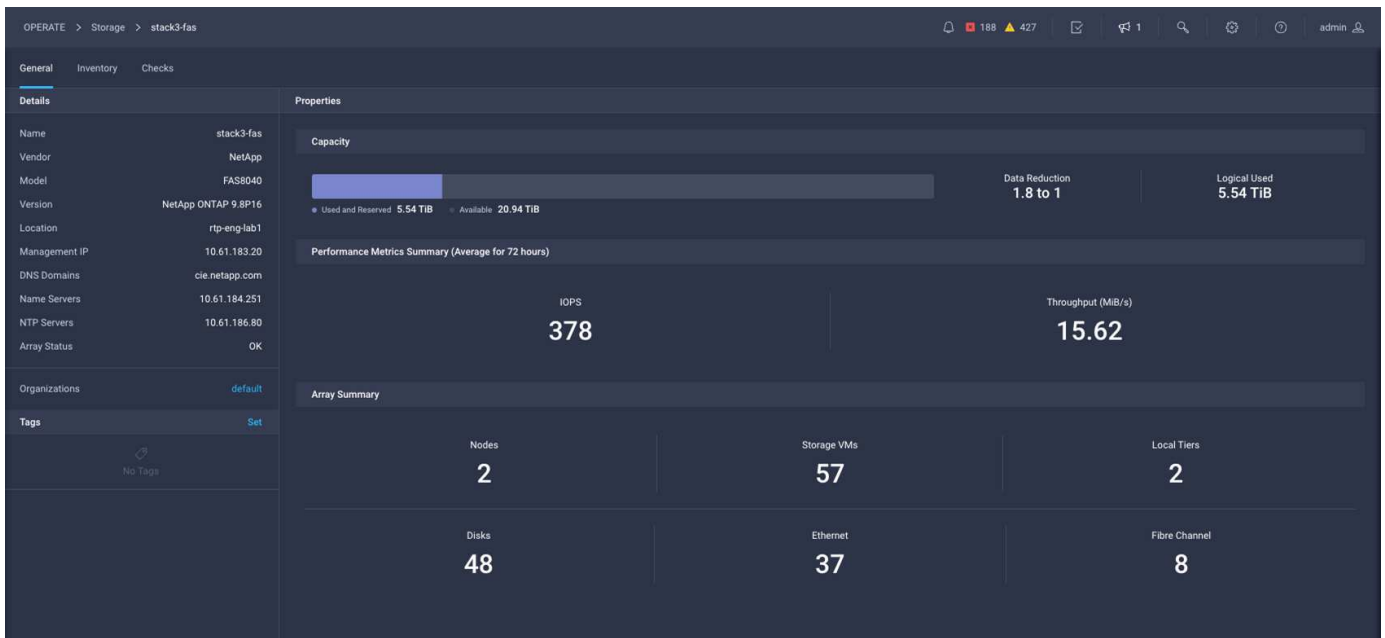 OPERATE > Storage > stack3-fas 188 427 1 admin
General Inventory Checks
Details
Name stack3-fas
Vendor NetApp
Model FAS8040
Version NetApp ONTAP 9.8P16
Location rtp-eng-lab1
Management IP 10.61.183.20
DNS Domains cie.netapp.com
Name Servers 10.61.184.251
NTP Servers 10.61.186.80
Array Status OK
Organizations default
Tags Set
No Tags
Properties
Capacity
Used and Reserved 5.54 TiB Available 20.94 TiB
Data Reduction
1.8 to 1
Logical Used
5.54 TiB
Performance Metrics Summary (Average for 72 hours)
IOPS
378
Throughput (MiB/s)
15.62
Array Summary
Nodes
2
Storage VMs
57
Local Tiers
2
Disks
48
Ethernet
37
Fibre Channel
8